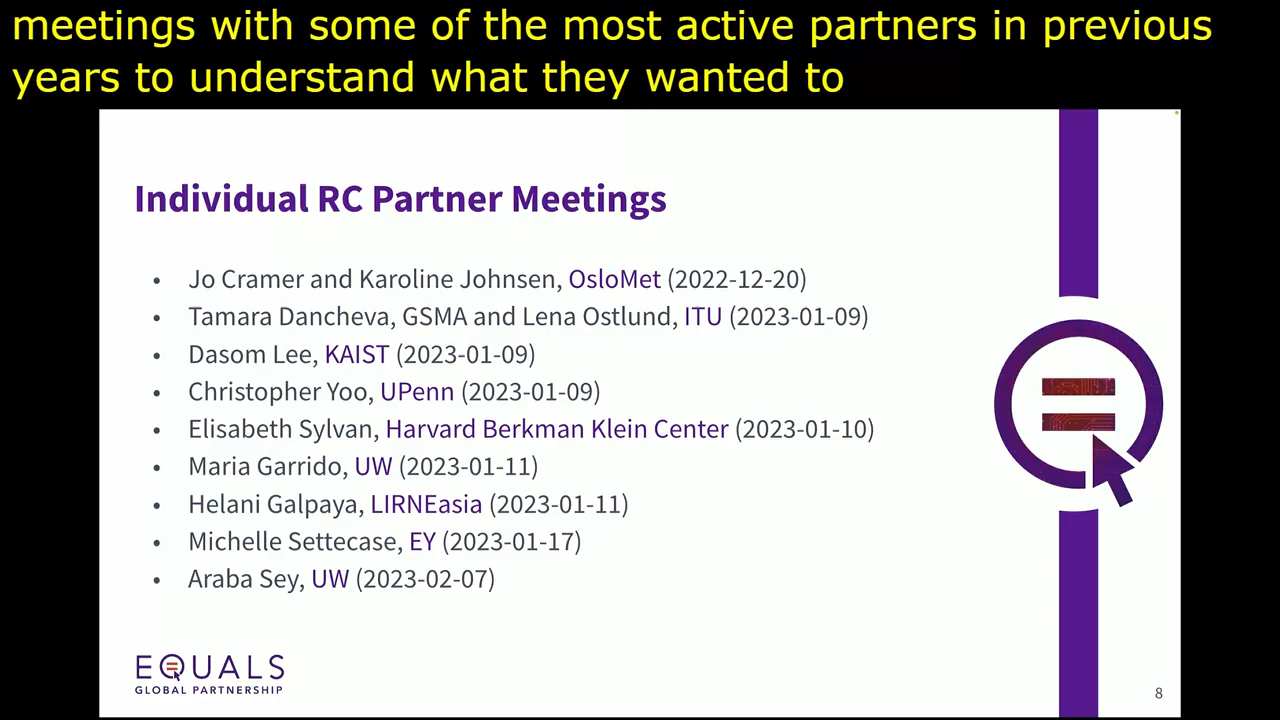 meetings with some of the most active partners in previous
years to understand what they wanted to
Individual RC Partner Meetings
• Jo Cramer and Karoline Johnsen, OsloMet (2022-12-20)
• Tamara Dancheva, GSMA and Lena Ostlund, ITU (2023-01-09)
• Dasom Lee, KAIST (2023-01-09)
• Christopher Yoo, UPenn (2023-01-09)
• Elisabeth Sylvan, Harvard Berkman Klein Center (2023-01-10)
• Maria Garrido, UW (2023-01-11)
• Helani Galpaya, LIRNEasia (2023-01-11)
• Michelle Settecase, EY (2023-01-17)
• Araba Sey, UW (2023-02-07)
EQUALS
GLOBAL PARTNERSHIP
8